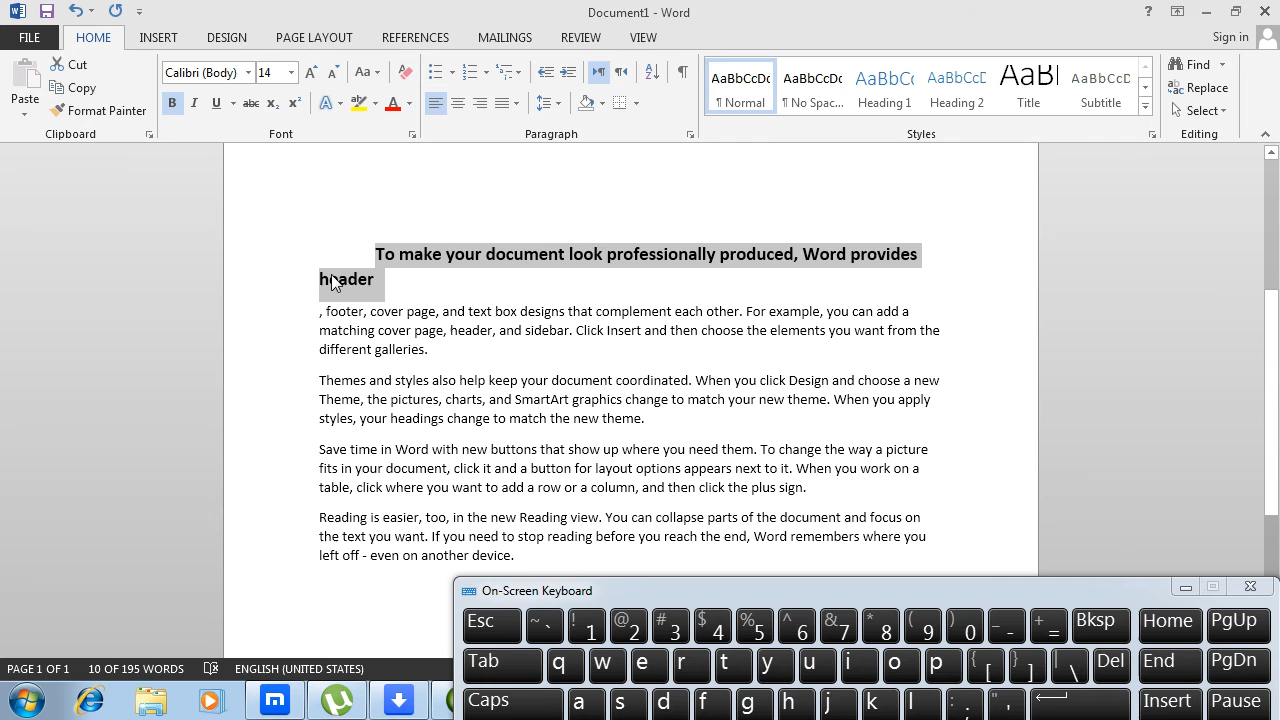 Document1 - Word
?
FILE HOME INSERT DESIGN PAGE LAYOUT REFERENCES MAILINGS REVIEW VIEW Sign in
Paste
Cut
Copy
Format Painter
Clipboard
Calibri (Body) 14 Aa
B I U abc x₂ x² A A
Font
Paragraph
AaBbCcDc AaBbCcDc AaBbCc AaBbCcD AaB AaBbCcD
¶ Normal ¶ No Spac... Heading 1 Heading 2 Title Subtitle
Styles
Find
Replace
Select
Editing
To make your document look professionally produced, Word provides
header
, footer, cover page, and text box designs that complement each other. For example, you can add a
matching cover page, header, and sidebar. Click Insert and then choose the elements you want from the
different galleries.
Themes and styles also help keep your document coordinated. When you click Design and choose a new
Theme, the pictures, charts, and SmartArt graphics change to match your new theme. When you apply
styles, your headings change to match the new theme.
Save time in Word with new buttons that show up where you need them. To change the way a picture
fits in your document, click it and a button for layout options appears next to it. When you work on a
table, click where you want to add a row or a column, and then click the plus sign.
Reading is easier, too, in the new Reading view. You can collapse parts of the document and focus on
the text you want. If you need to stop reading before you reach the end, Word remembers where you
left off - even on another device.
PAGE 1 OF 1 10 OF 195 WORDS ENGLISH (UNITED STATES)
On-Screen Keyboard
Esc ~ ` ! 1 @ 2 # 3 $ 4 % 5 ^ 6 & 7 * 8 ( 9 ) 0 _ - + = Bksp Home PgUp
Tab q w e r t y u i o p { [ } ] | \ Del End PgDn
Caps a s d f g h j k l : ; " ' Insert Pause